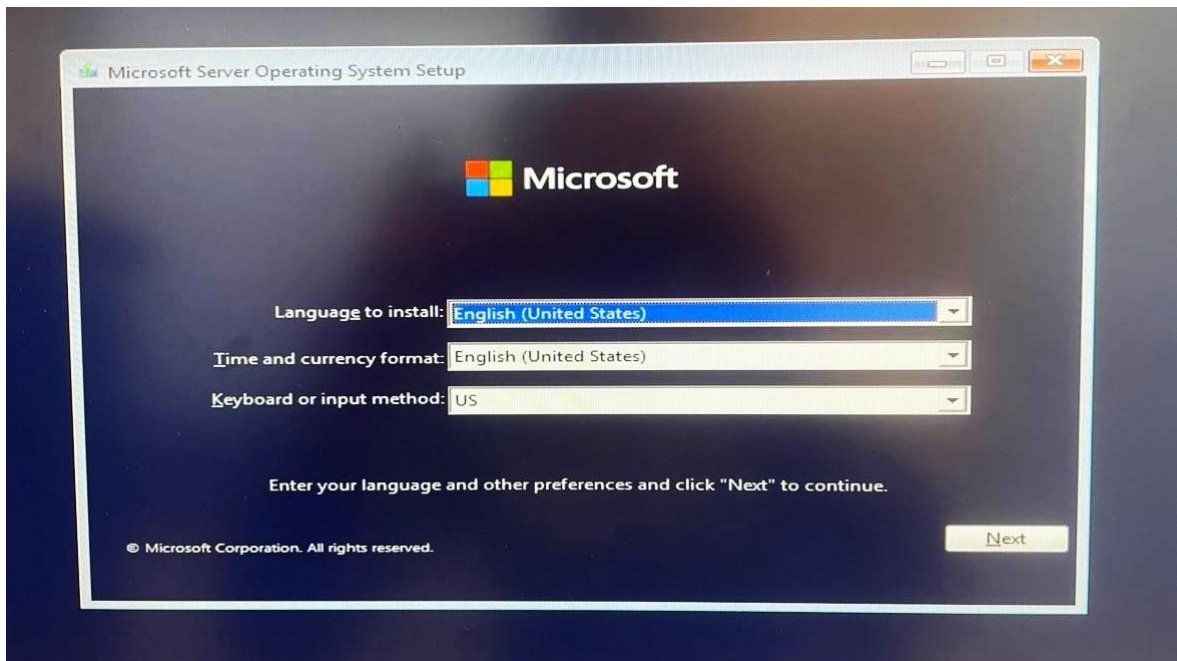 Microsoft Server Operating System Setup
Microsoft
Language to install: English (United States)
Time and currency format: English (United States)
Keyboard or input method: US
Enter your language and other preferences and click "Next" to continue.
© Microsoft Corporation. All rights reserved.
Next